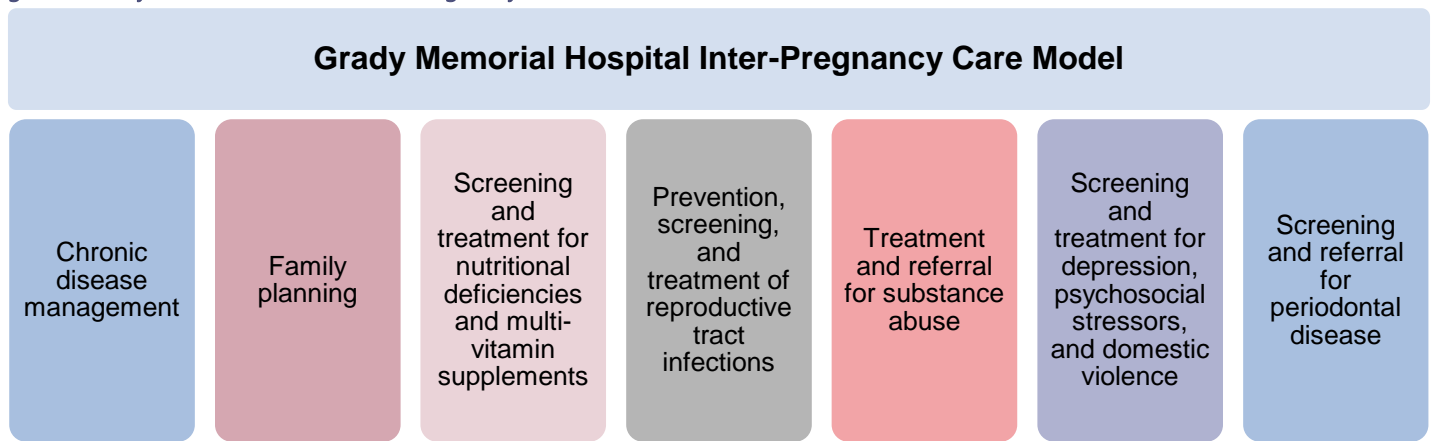 Grady Memorial Hospital Inter-Pregnancy Care Model
Chronic
disease
management
Family
planning
Screening
and
treatment for
nutritional
deficiencies
and multi-
vitamin
supplements
Prevention,
screening,
and
treatment of
reproductive
tract
infections
Treatment
and referral
for substance
abuse
Screening
and
treatment for
depression,
psychosocial
stressors,
and domestic
violence
Screening
and referral
for
periodontal
disease